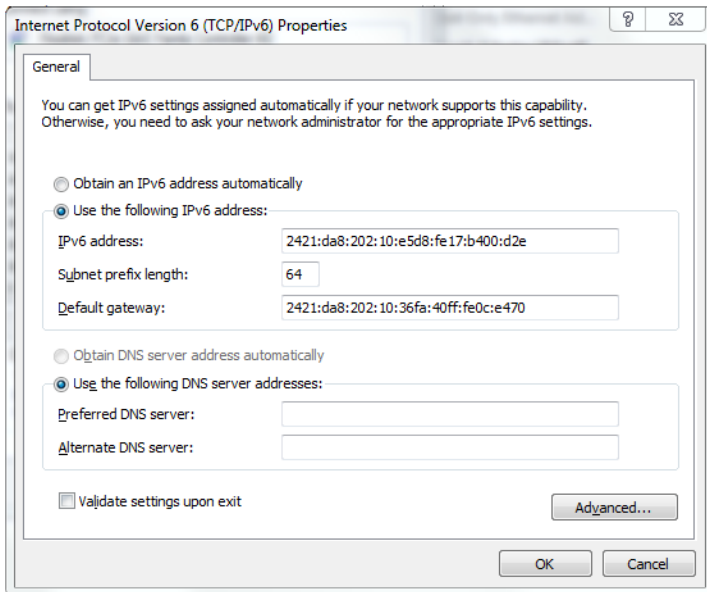 Internet Protocol Version 6 (TCP/IPv6) Properties
General
You can get IPv6 settings assigned automatically if your network supports this capability.
Otherwise, you need to ask your network administrator for the appropriate IPv6 settings.
Obtain an IPv6 address automatically
Use the following IPv6 address:
IPv6 address: 2421:da8:202:10:e5d8:fe17:b400:d2e
Subnet prefix length: 64
Default gateway: 2421:da8:202:10:36fa:40ff:fe0c:e470
Obtain DNS server address automatically
Use the following DNS server addresses:
Preferred DNS server:
Alternate DNS server:
Validate settings upon exit
Advanced...
OK Cancel